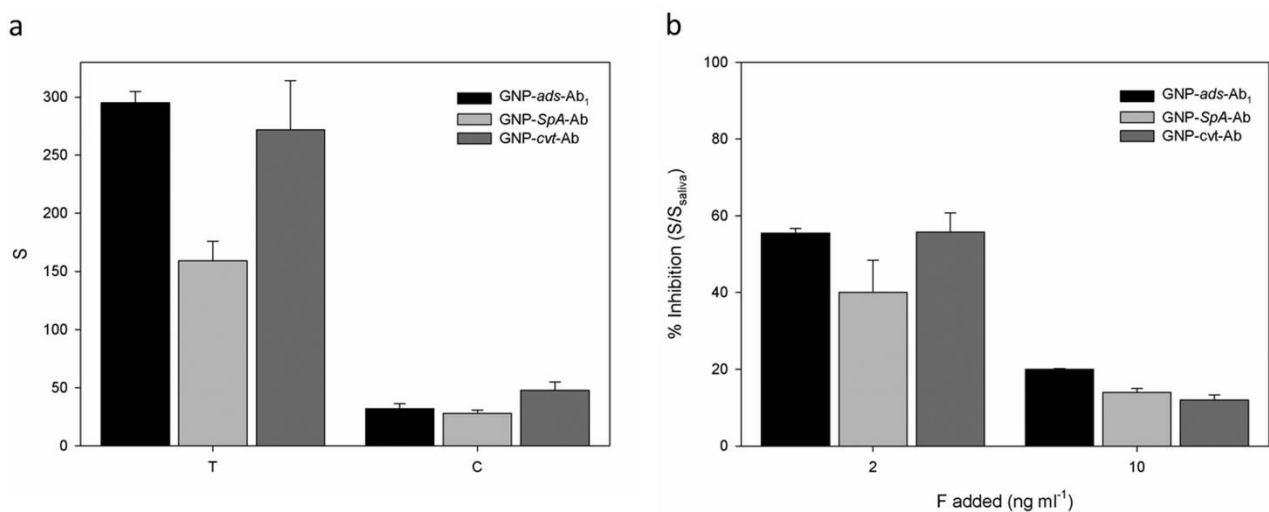 a
S
300
250
200
150
100
50
0
GNP-ads-Ab₁
GNP-SpA-Ab
GNP-cvt-Ab
T
C
b
% Inhibition (S/S_saliva)
100
80
60
40
20
0
GNP-ads-Ab₁
GNP-SpA-Ab
GNP-cvt-Ab
2
10
F added (ng ml⁻¹)